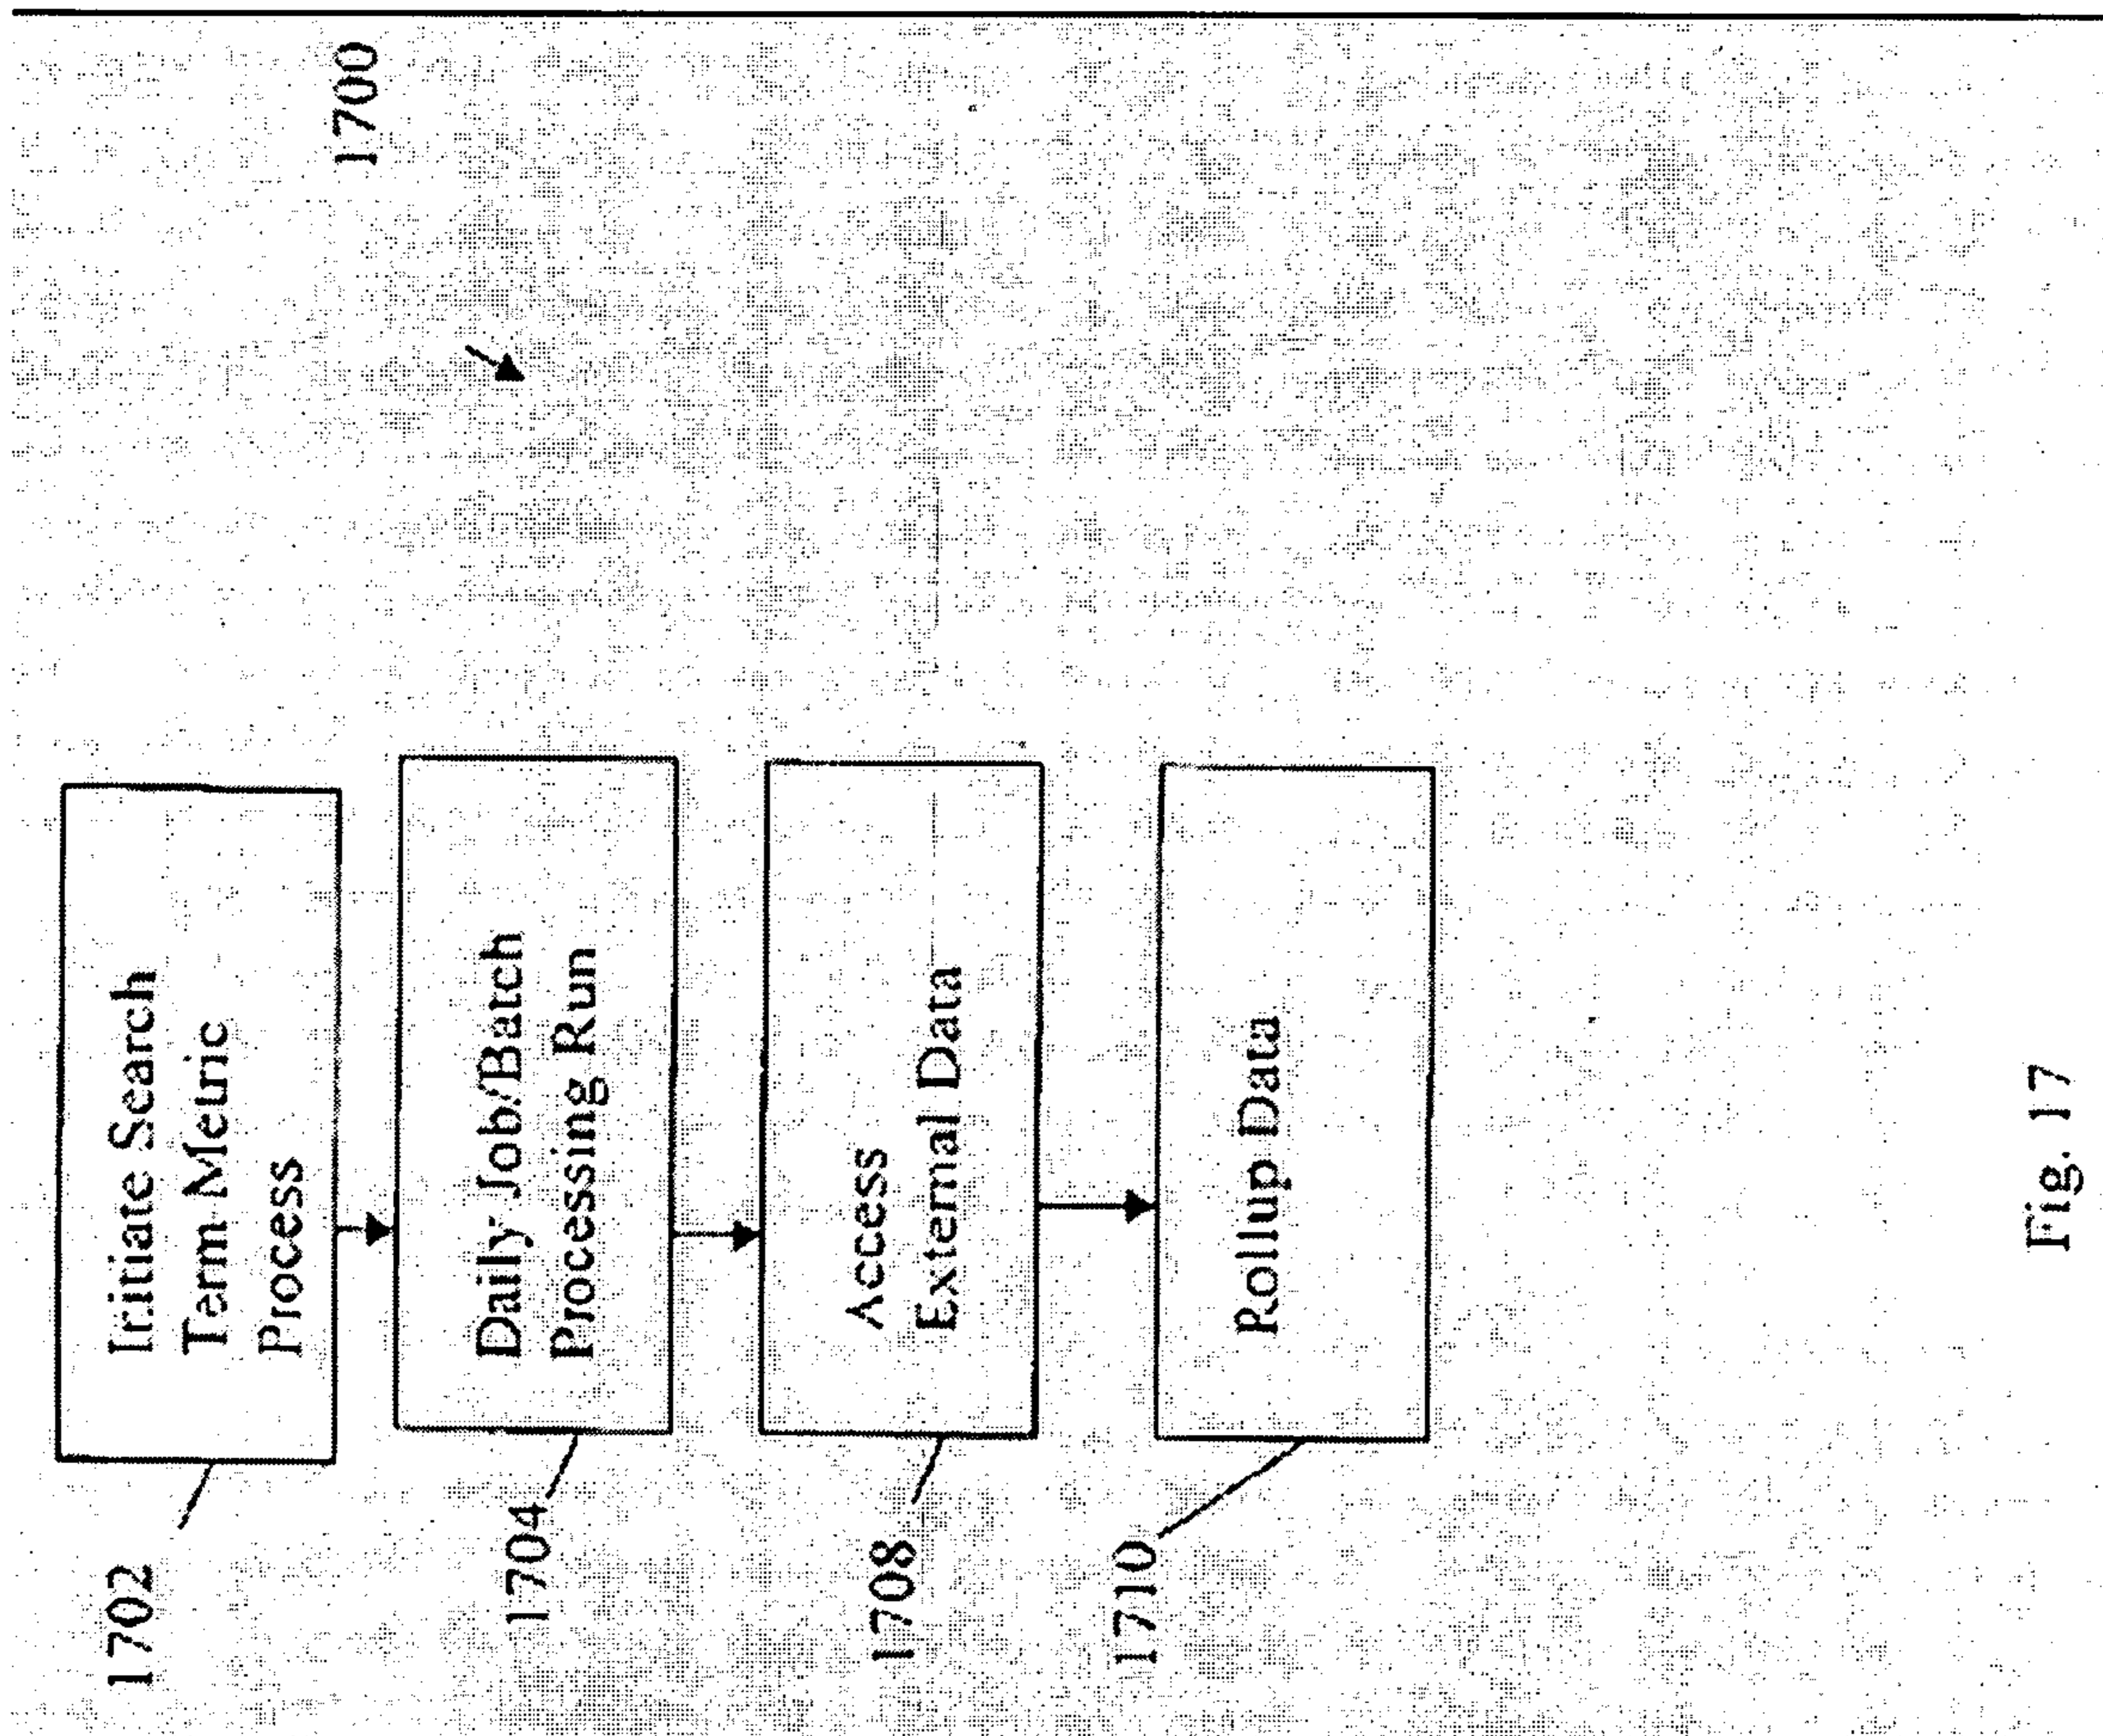 1700
1702
Initiate Search
Term Metric
Process
1704
Daily Job/Batch
Processing Run
1708
Access
External Data
1710
Rollup Data
Fig. 17